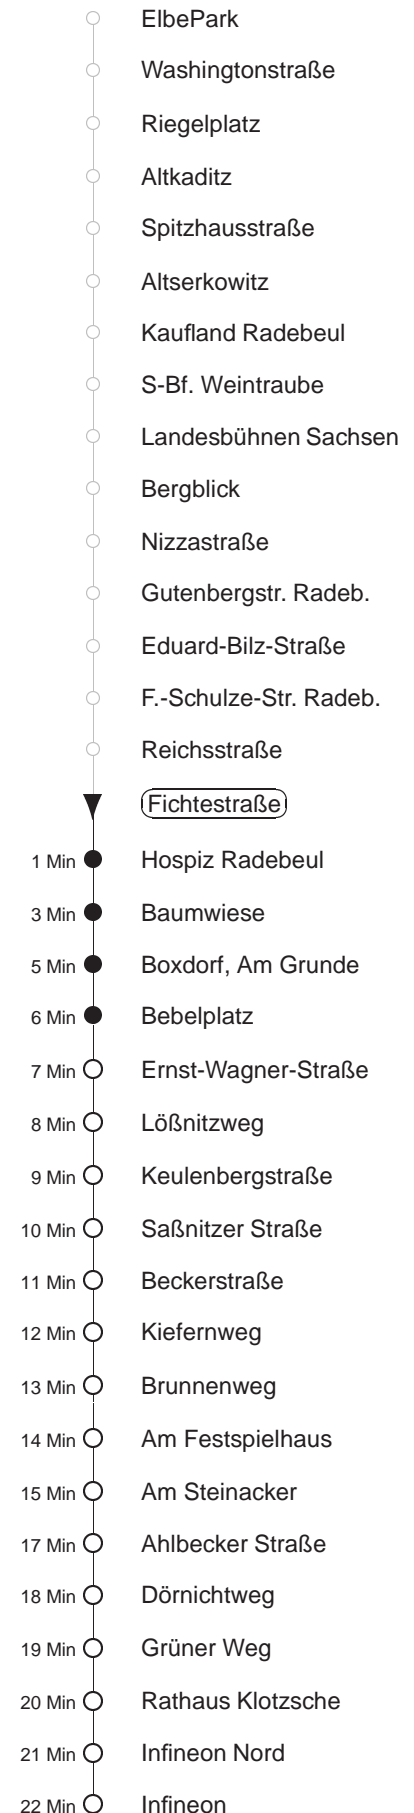 ElbePark
Washingtonstraße
Riegelplatz
Altkaditz
Spitzhausstraße
Altserkowitz
Kaufland Radebeul
S-Bf. Weintraube
Landesbühnen Sachsen
Bergblick
Nizzastraße
Gutenbergstr. Radeb.
Eduard-Bilz-Straße
F.-Schulze-Str. Radeb.
Reichsstraße
Fichtestraße
1 Min Hospiz Radebeul
3 Min Baumwiese
5 Min Boxdorf, Am Grunde
6 Min Bebelplatz
7 Min Ernst-Wagner-Straße
8 Min Lößnitzweg
9 Min Keulenbergstraße
10 Min Saßnitzer Straße
11 Min Beckerstraße
12 Min Kiefernweg
13 Min Brunnenweg
14 Min Am Festspielhaus
15 Min Am Steinacker
17 Min Ahlbecker Straße
18 Min Dörnichtweg
19 Min Grüner Weg
20 Min Rathaus Klotzsche
21 Min Infineon Nord
22 Min Infineon